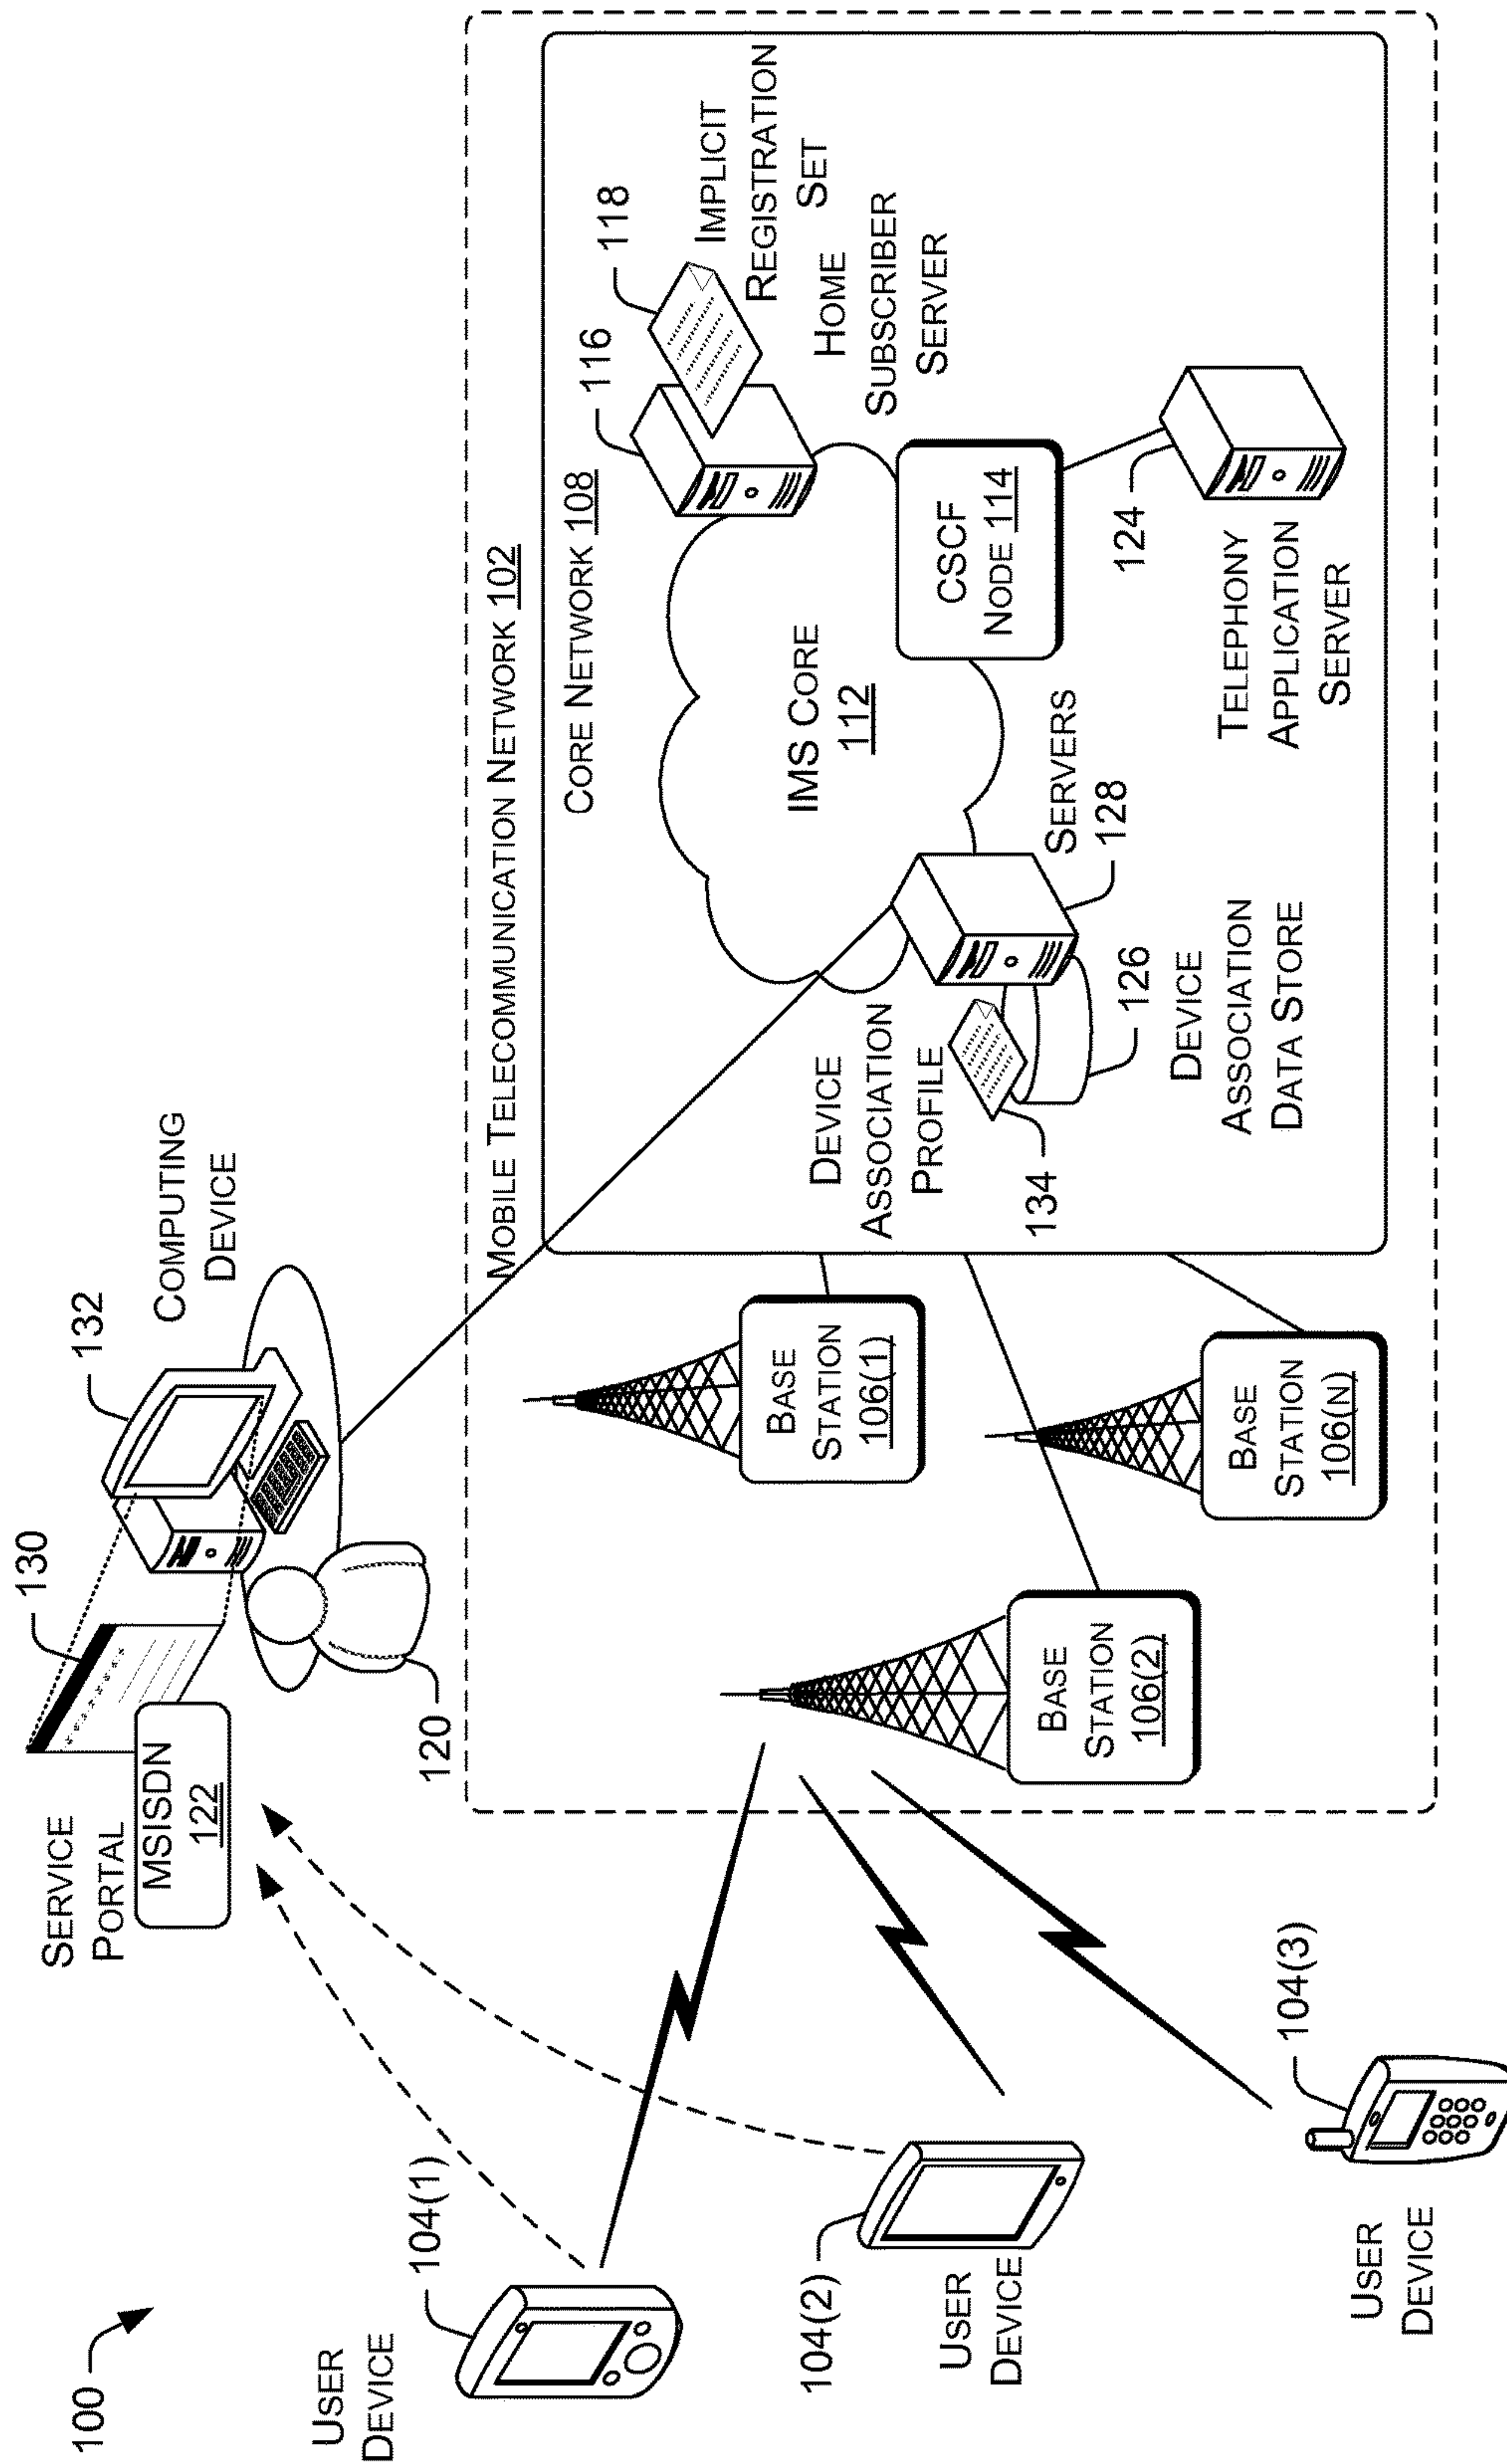 100
SERVICE
PORTAL
MSISDN
122
130
132
COMPUTING
DEVICE
120
USER
DEVICE
104(1)
104(2)
USER
DEVICE
104(3)
USER
DEVICE
MOBILE TELECOMMUNICATION NETWORK 102
BASE
STATION
106(1)
BASE
STATION
106(2)
BASE
STATION
106(N)
CORE NETWORK 108
116
118
IMPLICIT
REGISTRATION
SET
HOME
SUBSCRIBER
SERVER
IMS CORE
112
CSCF
NODE 114
DEVICE
ASSOCIATION
PROFILE
134
SERVERS
128
126
DEVICE
ASSOCIATION
DATA STORE
124
TELEPHONY
APPLICATION
SERVER